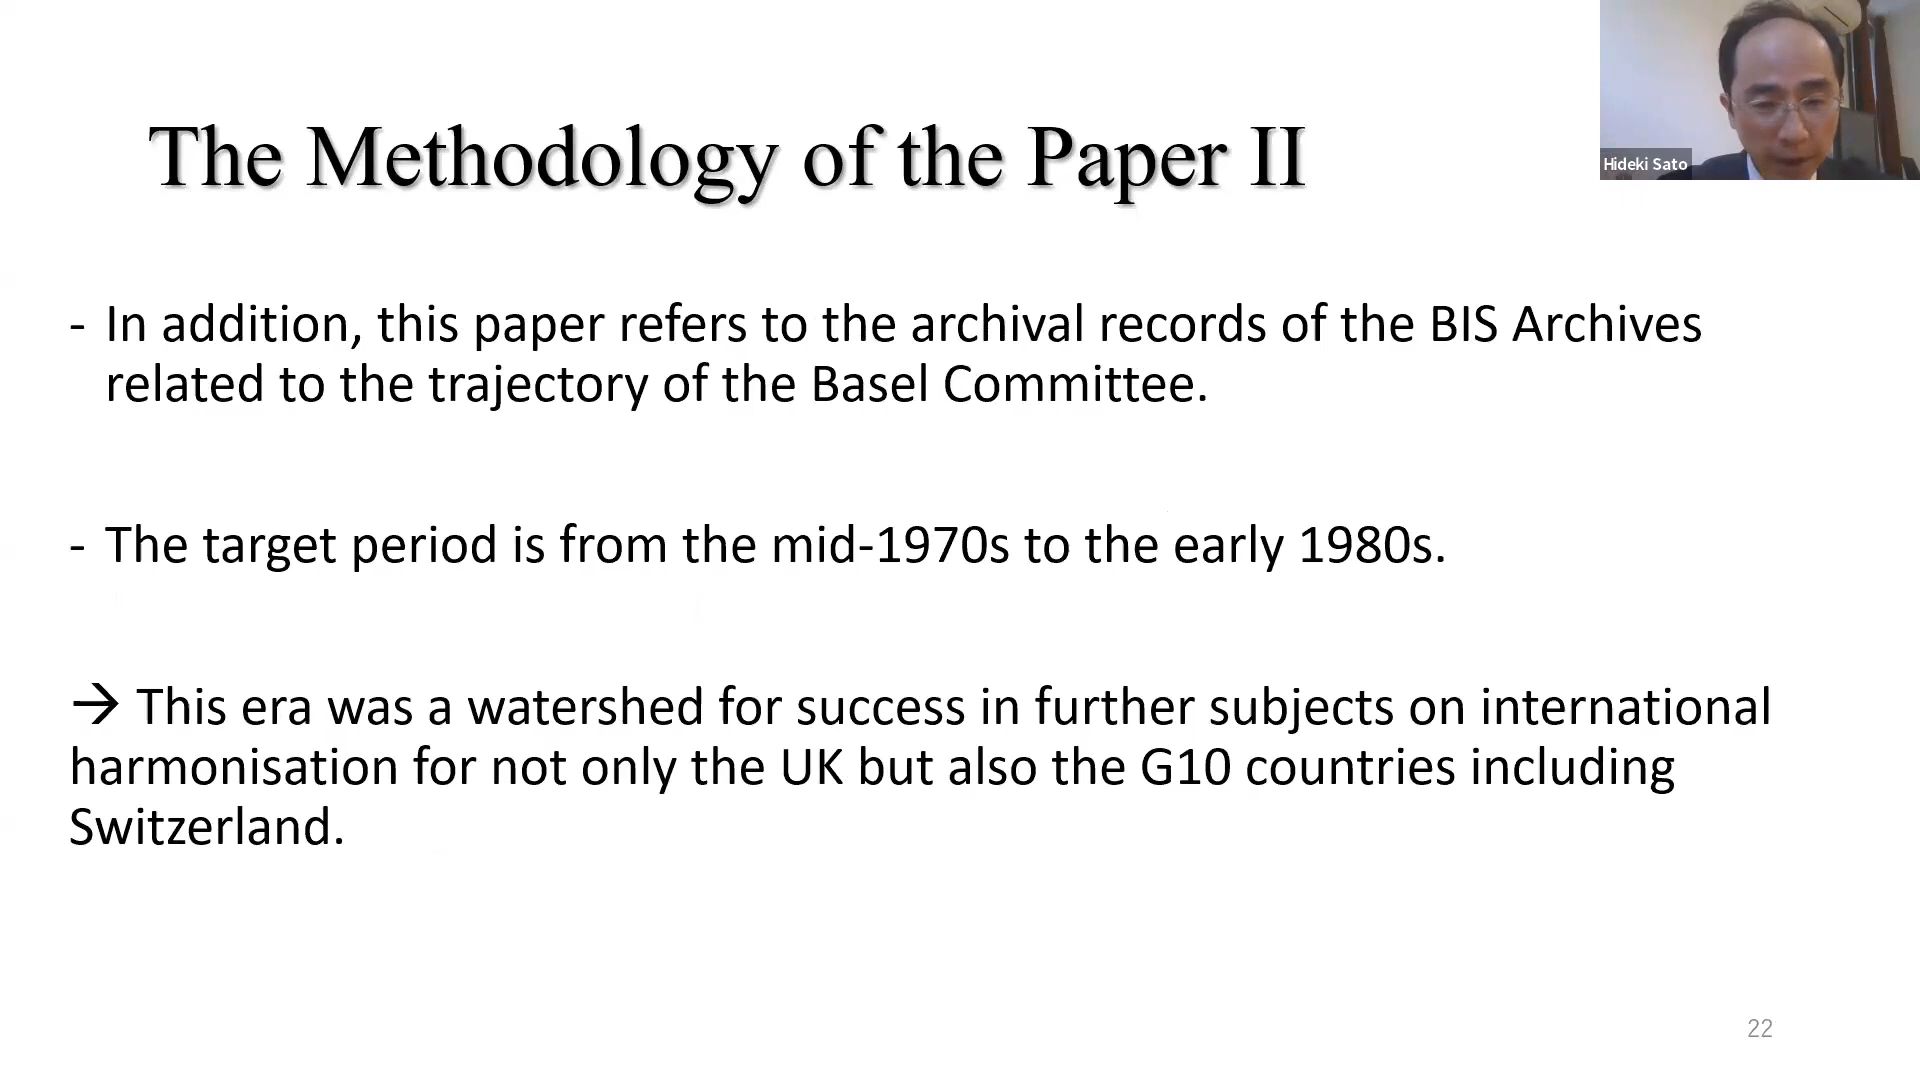 The Methodology of the Paper II
Hideki Sato
- In addition, this paper refers to the archival records of the BIS Archives
related to the trajectory of the Basel Committee.
- The target period is from the mid-1970s to the early 1980s.
→ This era was a watershed for success in further subjects on international
harmonisation for not only the UK but also the G10 countries including
Switzerland.
22